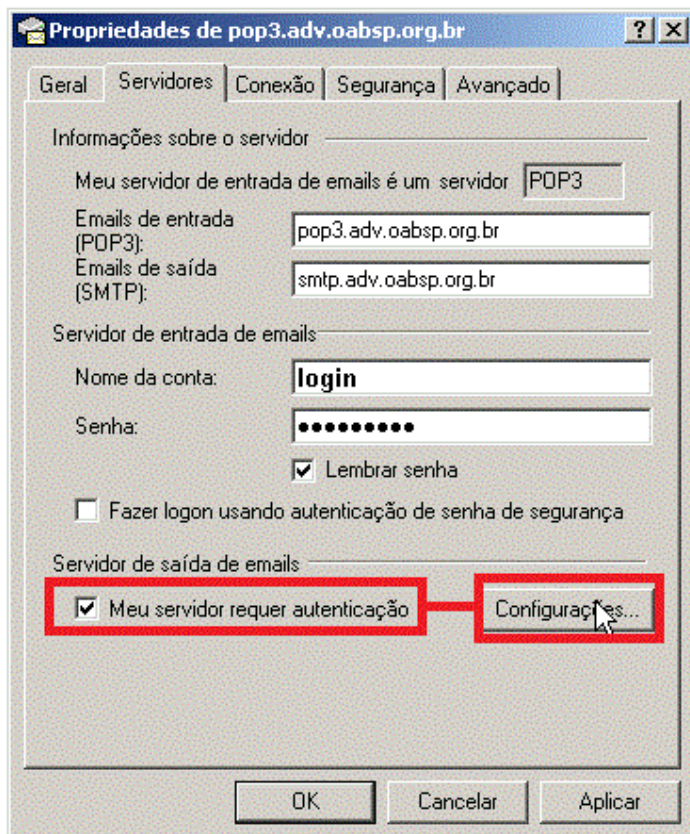 Propriedades de pop3.adv.oabsp.org.br
Geral Servidores Conexão Segurança Avançado
Informações sobre o servidor
Meu servidor de entrada de emails é um servidor POP3
Emails de entrada
(POP3):
pop3.adv.oabsp.org.br
Emails de saída
(SMTP):
smtp.adv.oabsp.org.br
Servidor de entrada de emails
Nome da conta: login
Senha: •••••••••
Lembrar senha
Fazer logon usando autenticação de senha de segurança
Servidor de saída de emails
Meu servidor requer autenticação Configurações...
OK Cancelar Aplicar